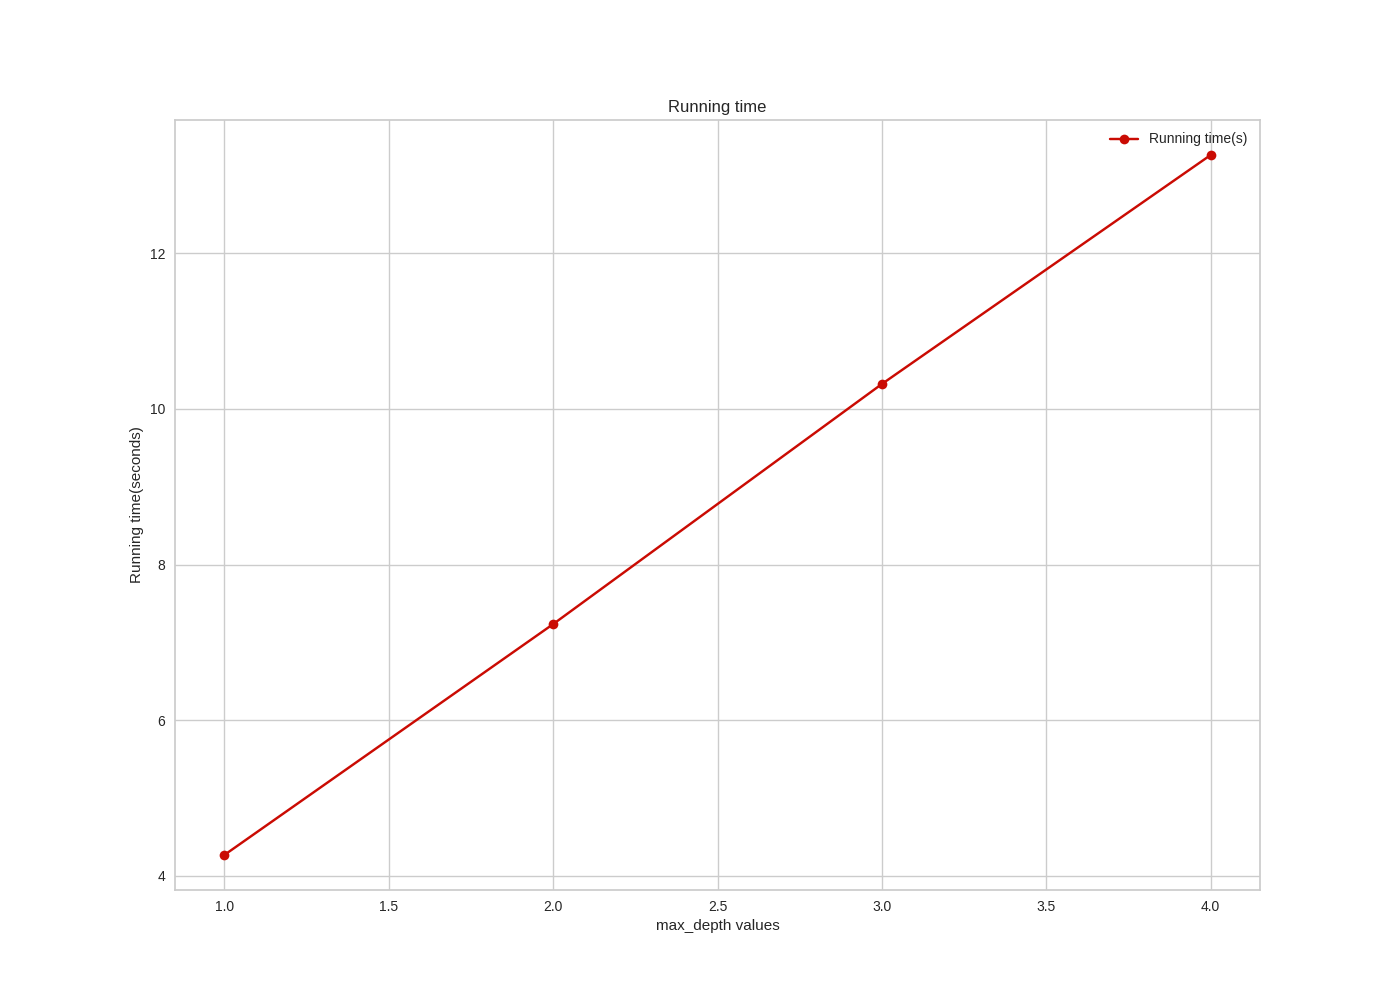 Running time
Running time(s)
12
10
8
6
4
Running time(seconds)
1.0 1.5 2.0 2.5 3.0 3.5 4.0
max_depth values